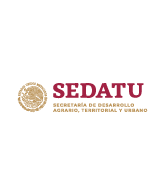 SEDATU
SECRETARÍA DE DESARROLLO
AGRARIO, TERRITORIAL Y URBANO